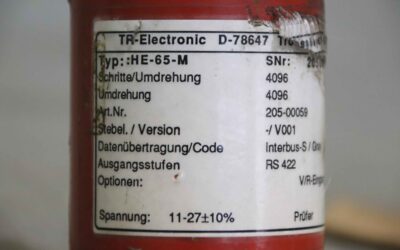 TR-Electronic D-78647
Typ::HE-65-M SNr:
Schritte/Umdrehung 4096
Umdrehung 4096
Art.Nr. 205-00059
Stebel. / Version -/ V001
Datenübertragung/Code Interbus-S /
Ausgangsstufen RS 422
Optionen:
Spannung: 11-27±10% Prüfer